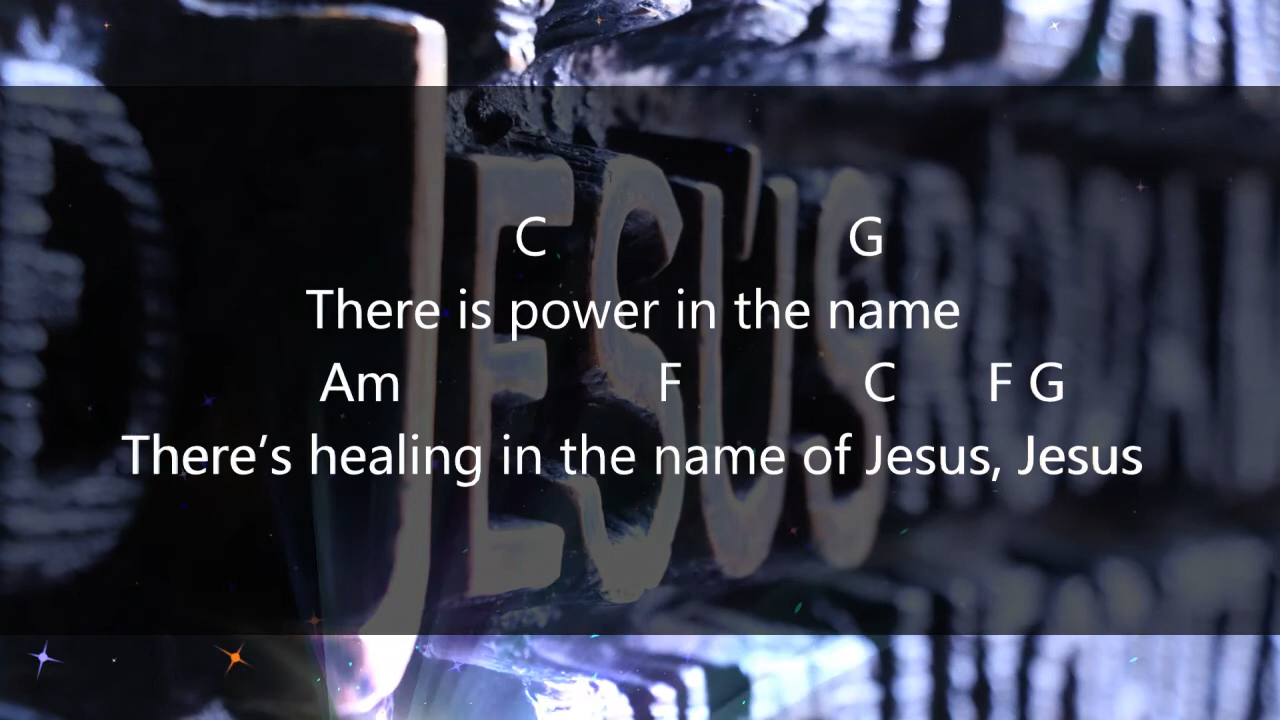 JESUS
C G
There is power in the name
Am F C F G
There’s healing in the name of Jesus, Jesus